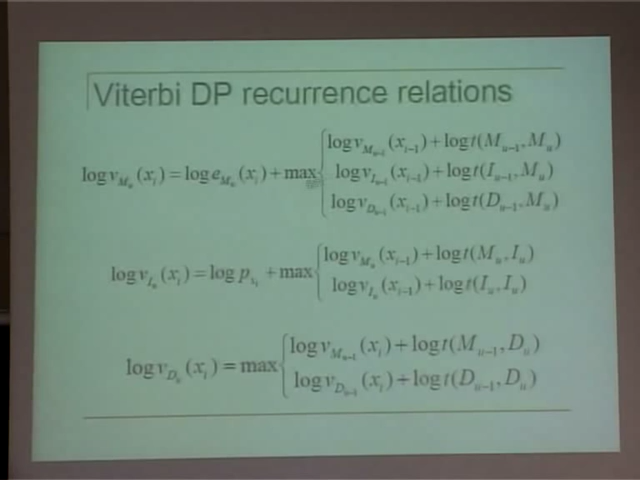 Viterbi DP recurrence relations
log v_{M_u}(x_i) = log e_{M_u}(x_i) + max { log v_{M_{u-1}}(x_{i-1}) + log t(M_{u-1}, M_u)
log v_{I_{u-1}}(x_{i-1}) + log t(I_{u-1}, M_u)
log v_{D_{u-1}}(x_{i-1}) + log t(D_{u-1}, M_u)
log v_{I_u}(x_i) = log p_{x_i} + max { log v_{M_u}(x_{i-1}) + log t(M_u, I_u)
log v_{I_u}(x_{i-1}) + log t(I_u, I_u)
log v_{D_u}(x_i) = max { log v_{M_{u-1}}(x_i) + log t(M_{u-1}, D_u)
log v_{D_{u-1}}(x_i) + log t(D_{u-1}, D_u)